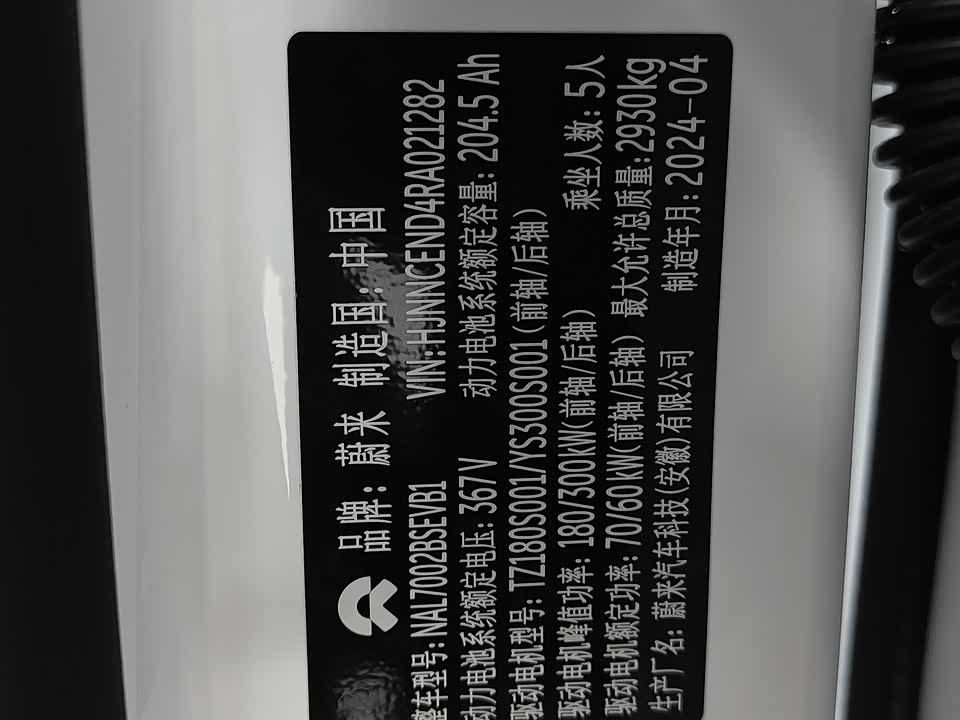 品牌: 蔚来 制造国:中国
整车型号:NAL7002BSEVB1 VIN:HJNNCEND4RA021282
动力电池系统额定电压: 367V 动力电池系统额定容量: 204.5 Ah
驱动电机型号: TZ180S001/YS300S001(前轴/后轴)
驱动电机峰值功率: 180/300kW(前轴/后轴) 乘坐人数: 5人
驱动电机额定功率: 70/60kW(前轴/后轴) 最大允许总质量:2930kg
生产厂名: 蔚来汽车科技(安徽)有限公司 制造年月: 2024-04